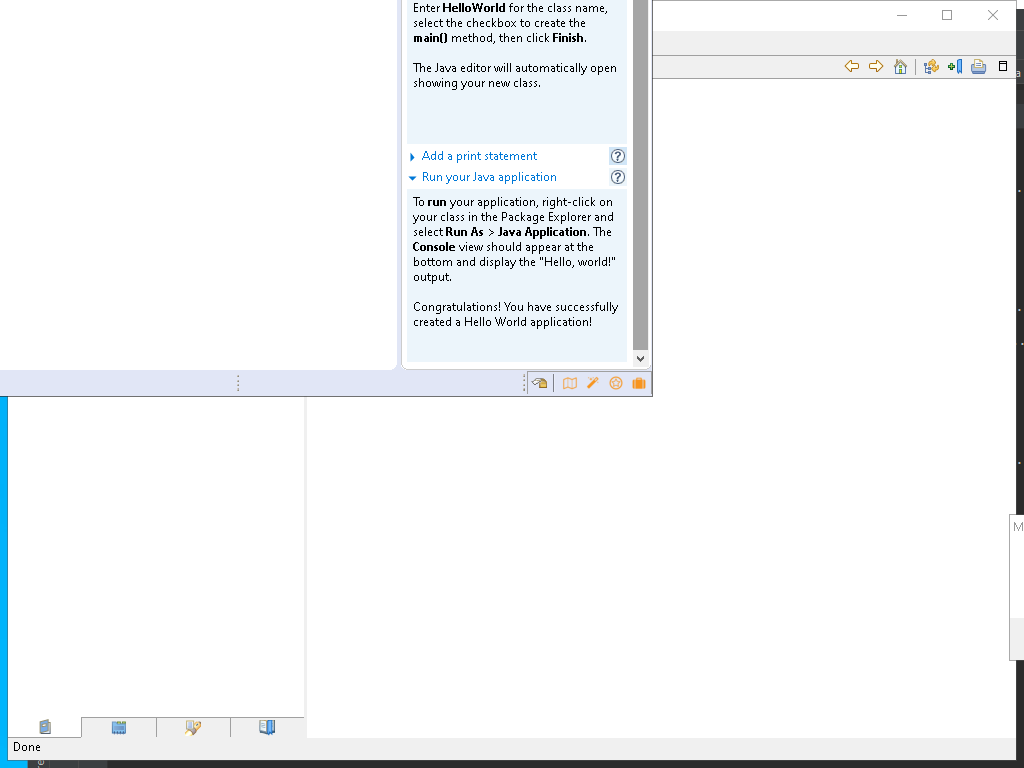 Enter HelloWorld for the class name,
select the checkbox to create the
main() method, then click Finish.
The Java editor will automatically open
showing your new class.
Add a print statement
Run your Java application
To run your application, right-click on
your class in the Package Explorer and
select Run As > Java Application. The
Console view should appear at the
bottom and display the "Hello, world!"
output.
Congratulations! You have successfully
created a Hello World application!
M
Done